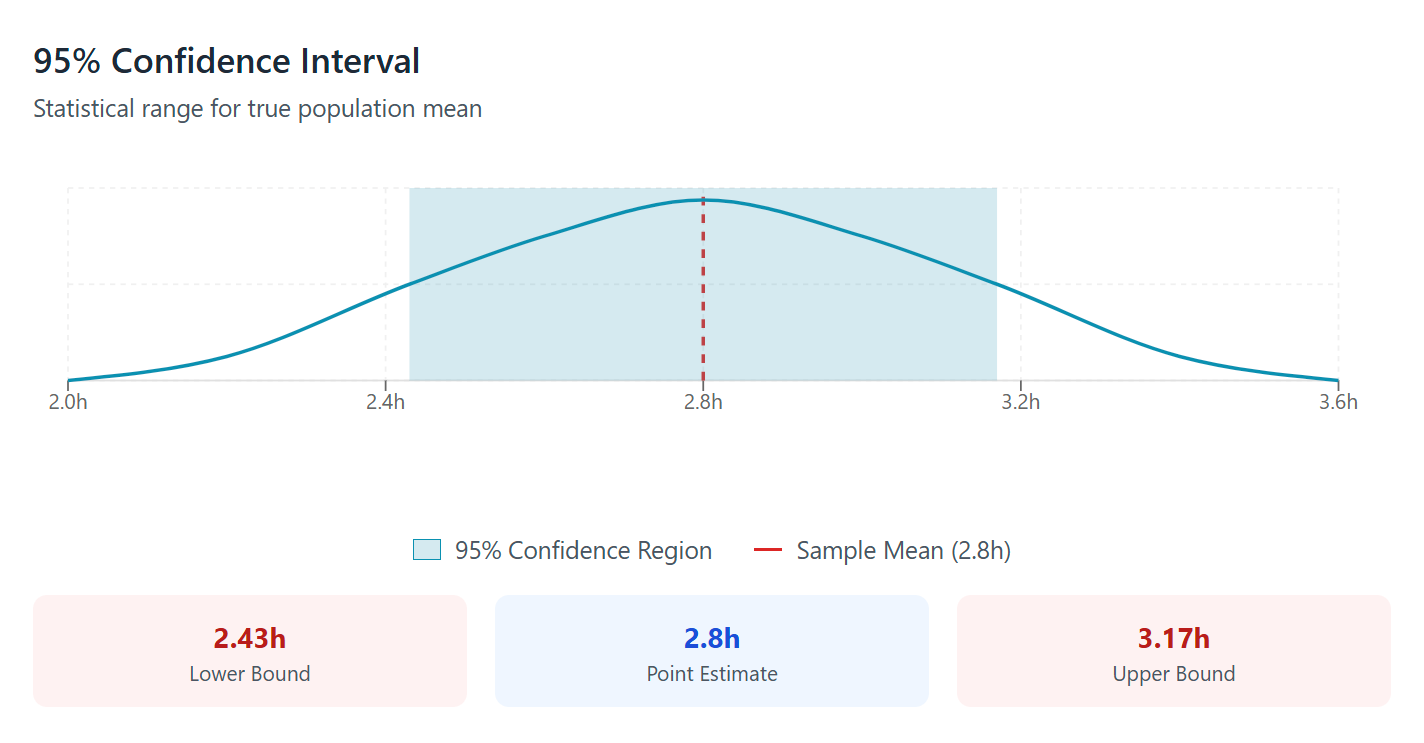 95% Confidence Interval
Statistical range for true population mean
2.0h 2.4h 2.8h 3.2h 3.6h
95% Confidence Region Sample Mean (2.8h)
2.43h 2.8h 3.17h
Lower Bound Point Estimate Upper Bound